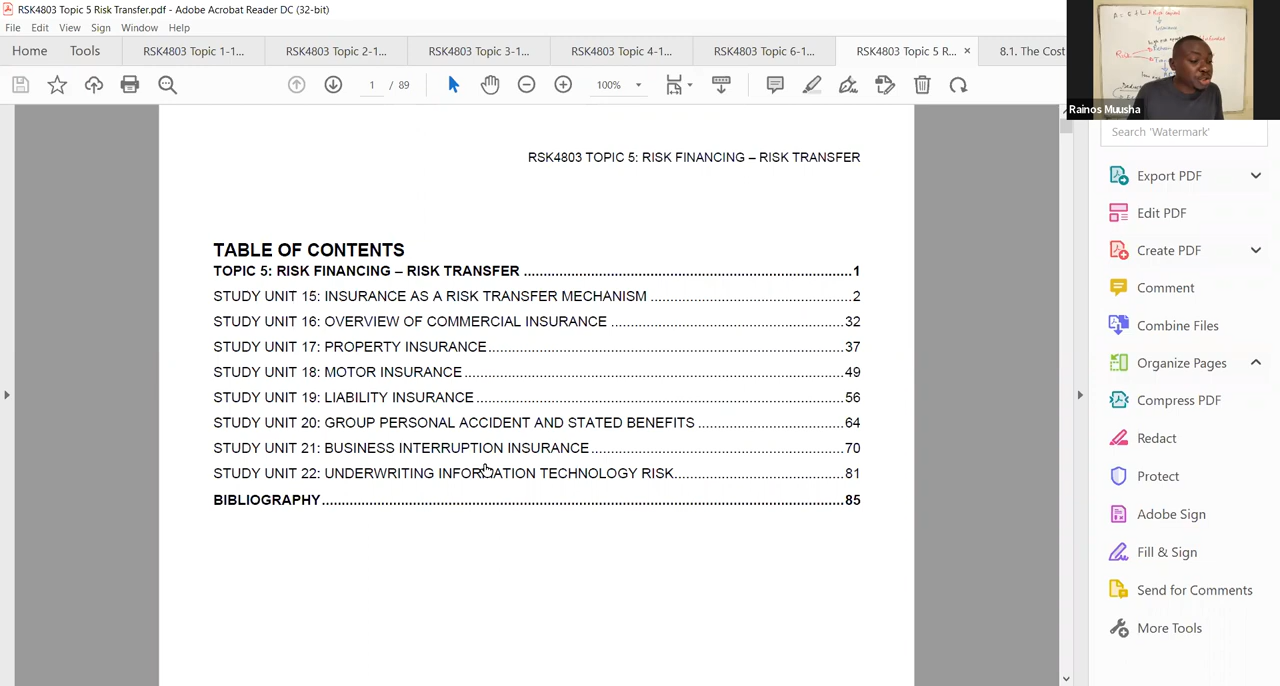 RSK4803 Topic 5 Risk Transfer.pdf - Adobe Acrobat Reader DC (32-bit)
File Edit View Sign Window Help
Home Tools RSK4803 Topic 1-1... RSK4803 Topic 2-1... RSK4803 Topic 3-1... RSK4803 Topic 4-1... RSK4803 Topic 6-1... RSK4803 Topic 5 R... × 8.1. The Cost
1 / 89 100%
A = E + L
Risk
Rainos Muusha
Search 'Watermark'
Export PDF
Edit PDF
Create PDF
Comment
Combine Files
Organize Pages
Compress PDF
Redact
Protect
Adobe Sign
Fill & Sign
Send for Comments
More Tools
RSK4803 TOPIC 5: RISK FINANCING – RISK TRANSFER
TABLE OF CONTENTS
TOPIC 5: RISK FINANCING – RISK TRANSFER ........ 1
STUDY UNIT 15: INSURANCE AS A RISK TRANSFER MECHANISM ........ 2
STUDY UNIT 16: OVERVIEW OF COMMERCIAL INSURANCE ........ 32
STUDY UNIT 17: PROPERTY INSURANCE ........ 37
STUDY UNIT 18: MOTOR INSURANCE ........ 49
STUDY UNIT 19: LIABILITY INSURANCE ........ 56
STUDY UNIT 20: GROUP PERSONAL ACCIDENT AND STATED BENEFITS ........ 64
STUDY UNIT 21: BUSINESS INTERRUPTION INSURANCE ........ 70
STUDY UNIT 22: UNDERWRITING INFORMATION TECHNOLOGY RISK ........ 81
BIBLIOGRAPHY ........ 85